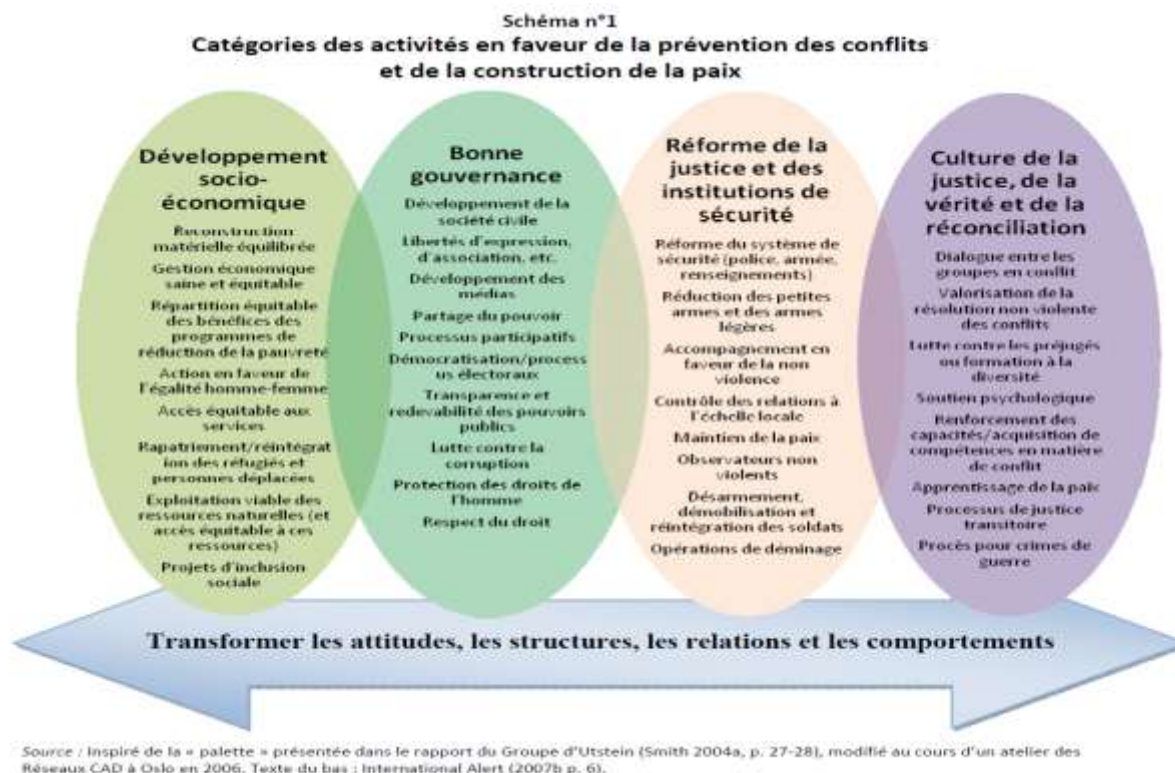 Schéma n°1
Catégories des activités en faveur de la prévention des conflits
et de la construction de la paix
Développement
socio-
économique
Reconstruction
matérielle équilibrée
Gestion économique
saine et équitable
Répartition équitable
des bénéfices des
programmes de
réduction de la pauvreté
Action en faveur de
l'égalité homme-femme
Accès équitable aux
services
Rapatriement/réintégrat
ion des réfugiés et
personnes déplacées
Exploitation viable des
ressources naturelles (et
accès équitable à ces
ressources)
Projets d'inclusion
sociale
Bonne
gouvernance
Développement de la
société civile
Libertés d'expression,
d'association, etc.
Développement des
médias
Partage du pouvoir
Processus participatifs
Démocratisation/process
us électoraux
Transparence et
redevabilité des pouvoirs
publics
Lutte contre la
corruption
Protection des droits de
l'homme
Respect du droit
Réforme de la
justice et des
institutions de
sécurité
Réforme du système de
sécurité (police, armée,
renseignements)
Réduction des petites
armes et des armes
légères
Accompagnement en
faveur de la non
violence
Contrôle des relations à
l'échelle locale
Maintien de la paix
Observateurs non
violents
Désarmement,
démobilisation et
réintégration des soldats
Opérations de déminage
Culture de la
justice, de la
vérité et de la
réconciliation
Dialogue entre les
groupes en conflit
Valorisation de la
résolution non violente
des conflits
Lutte contre les préjugés
ou formation à la
diversité
Soutien psychologique
Renforcement des
capacités/acquisition de
compétences en matière
de conflit
Apprentissage de la paix
Processus de justice
transitoire
Procès pour crimes de
guerre
Transformer les attitudes, les structures, les relations et les comportements
Source : Inspiré de la « palette » présentée dans le rapport du Groupe d'Utstein (Smith 2004a, p. 27-28), modifié au cours d'un atelier des
Réseaux CAD à Oslo en 2006. Texte du bas : International Alert (2007b p. 6).